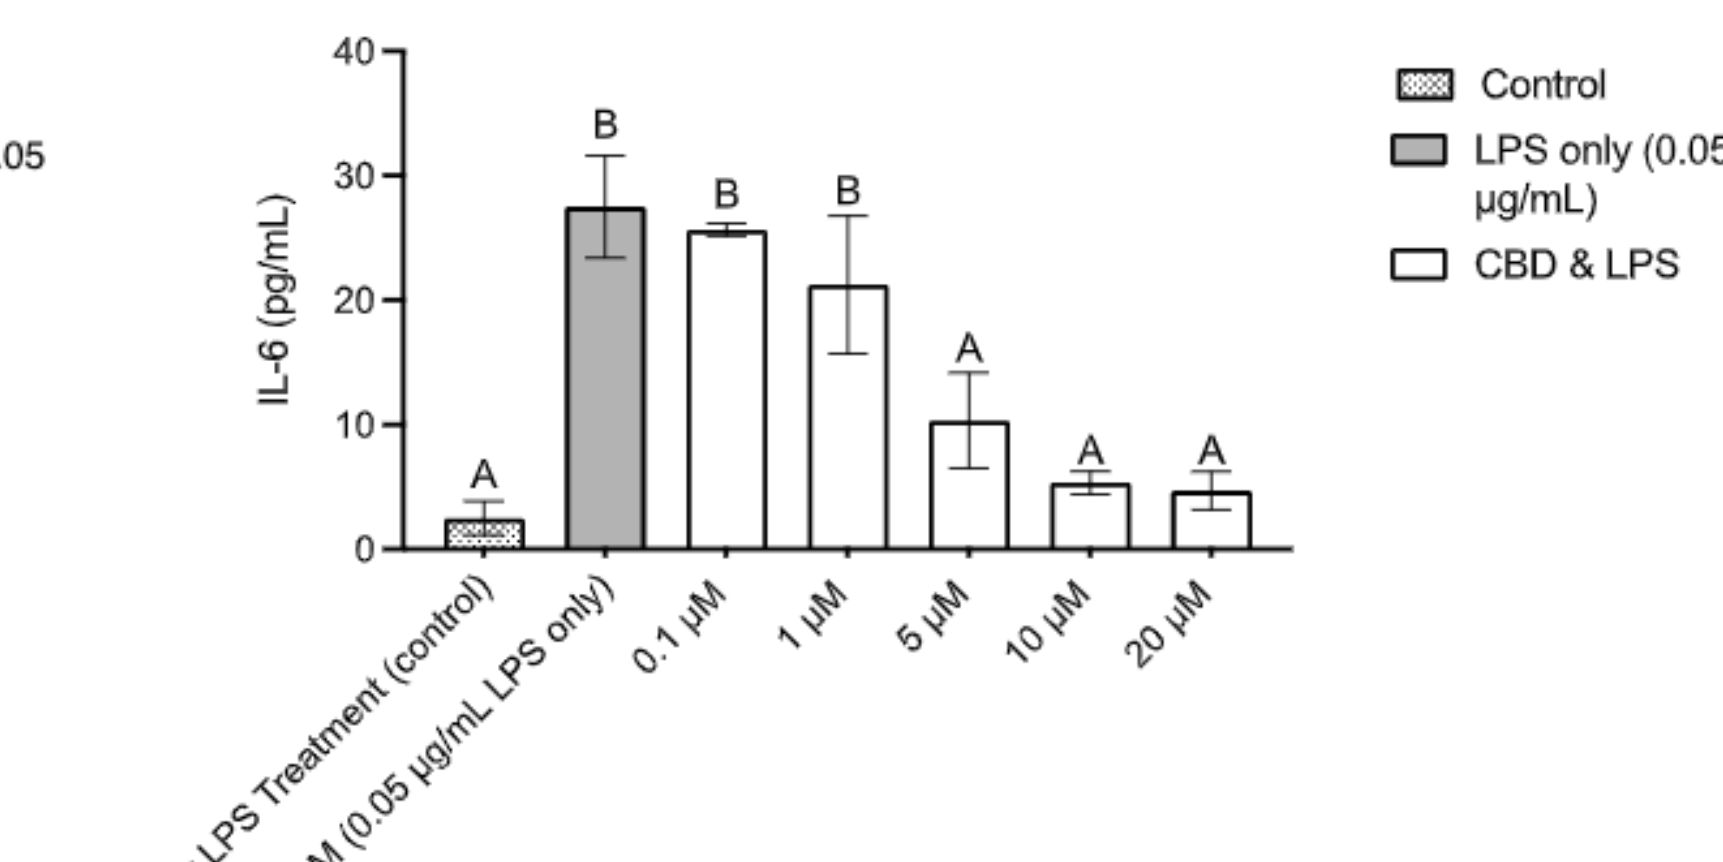 .05
IL-6 (pg/mL)
40
30
20
10
0
B
B
B
A
A
A
A
LPS Treatment (control)
M (0.05 µg/mL LPS only)
0.1 µM
1 µM
5 µM
10 µM
20 µM
Control
LPS only (0.05
µg/mL)
CBD & LPS